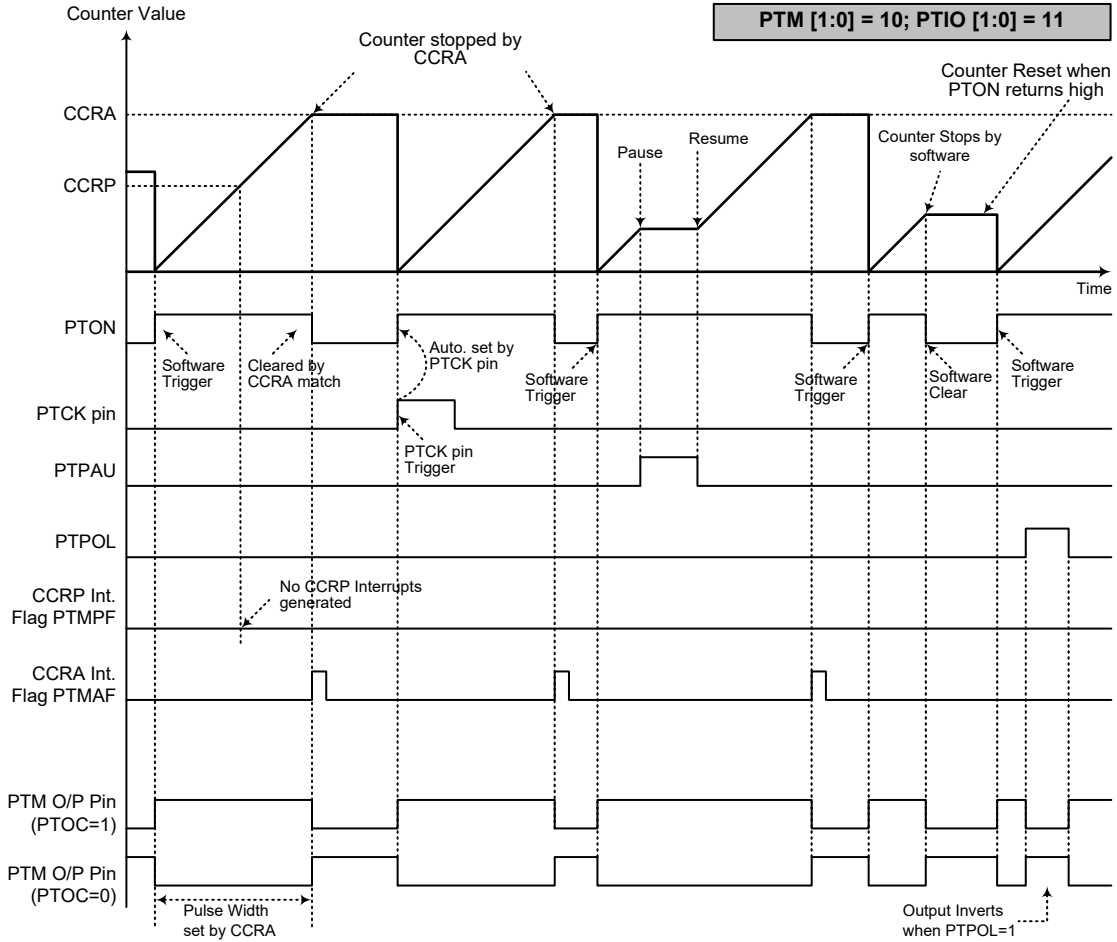 Counter Value
PTM [1:0] = 10; PTIO [1:0] = 11
Counter stopped by
CCRA
Counter Reset when
PTON returns high
CCRA
Pause
Resume
Counter Stops by
software
CCRP
Time
PTON
Software
Trigger
Cleared by
CCRA match
Auto. set by
PTCK pin
Software
Trigger
Software
Trigger
Software
Clear
Software
Trigger
PTCK pin
PTCK pin
Trigger
PTPAU
PTPOL
CCRP Int.
Flag PTMPF
No CCRP Interrupts
generated
CCRA Int.
Flag PTMAF
PTM O/P Pin
(PTOC=1)
PTM O/P Pin
(PTOC=0)
Pulse Width
set by CCRA
Output Inverts
when PTPOL=1